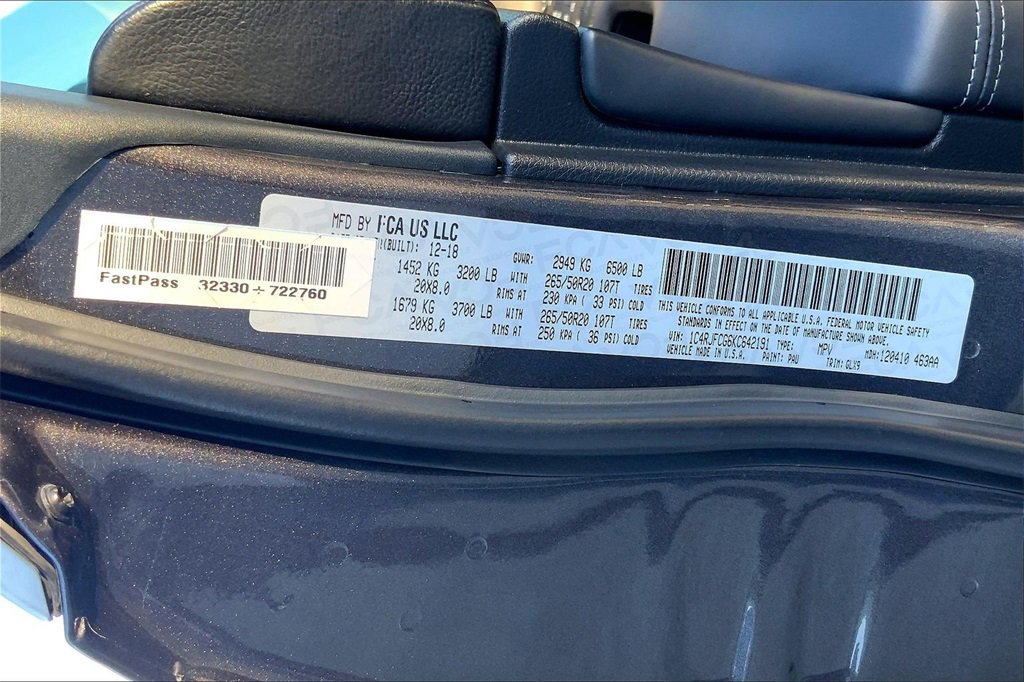 MFD BY FCA US LLC
(BUILT): 12-18
GVWR: 2949 KG 6500 LB
1452 KG 3200 LB WITH 265/50R20 107T TIRES
20X8.0 RIMS AT 230 KPA ( 33 PSI) COLD
1679 KG 3700 LB WITH 265/50R20 107T TIRES
20X8.0 RIMS AT 250 KPA ( 36 PSI) COLD
THIS VEHICLE CONFORMS TO ALL APPLICABLE U.S.A. FEDERAL MOTOR VEHICLE SAFETY
STANDARDS IN EFFECT ON THE DATE OF MANUFACTURE SHOWN ABOVE.
VIN: 1C4RJFCG6KC642191 TYPE: MPV MDH:120410 463AA
VEHICLE MADE IN U.S.A. PAINT: PAU TRIM: GLX9
FastPass 32330 + 722760